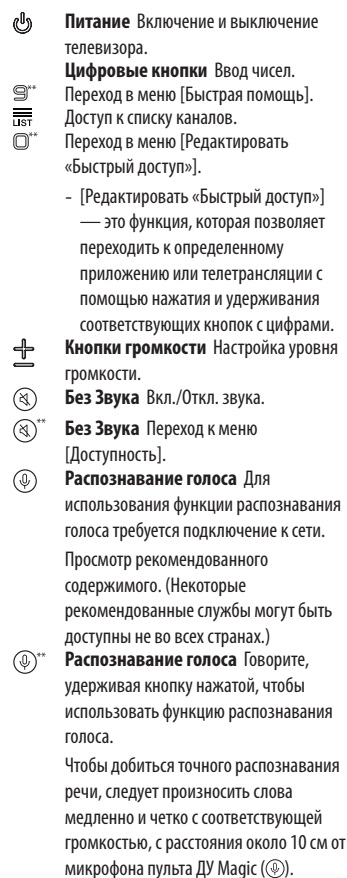 Питание Включение и выключение
телевизора.
Цифровые кнопки Ввод чисел.
9** Переход в меню [Быстрая помощь].
LIST Доступ к списку каналов.
0** Переход в меню [Редактировать
«Быстрый доступ»].
- [Редактировать «Быстрый доступ»]
— это функция, которая позволяет
переходить к определенному
приложению или телетрансляции с
помощью нажатия и удерживания
соответствующих кнопок с цифрами.
Кнопки громкости Настройка уровня
громкости.
Без Звука Вкл./Откл. звука.
** Без Звука Переход к меню
[Доступность].
Распознавание голоса Для
использования функции распознавания
голоса требуется подключение к сети.
Просмотр рекомендованного
содержимого. (Некоторые
рекомендованные службы могут быть
доступны не во всех странах.)
** Распознавание голоса Говорите,
удерживая кнопку нажатой, чтобы
использовать функцию распознавания
голоса.
Чтобы добиться точного распознавания
речи, следует произносить слова
медленно и четко с соответствующей
громкостью, с расстояния около 10 см от
микрофона пульта ДУ Magic ( ).